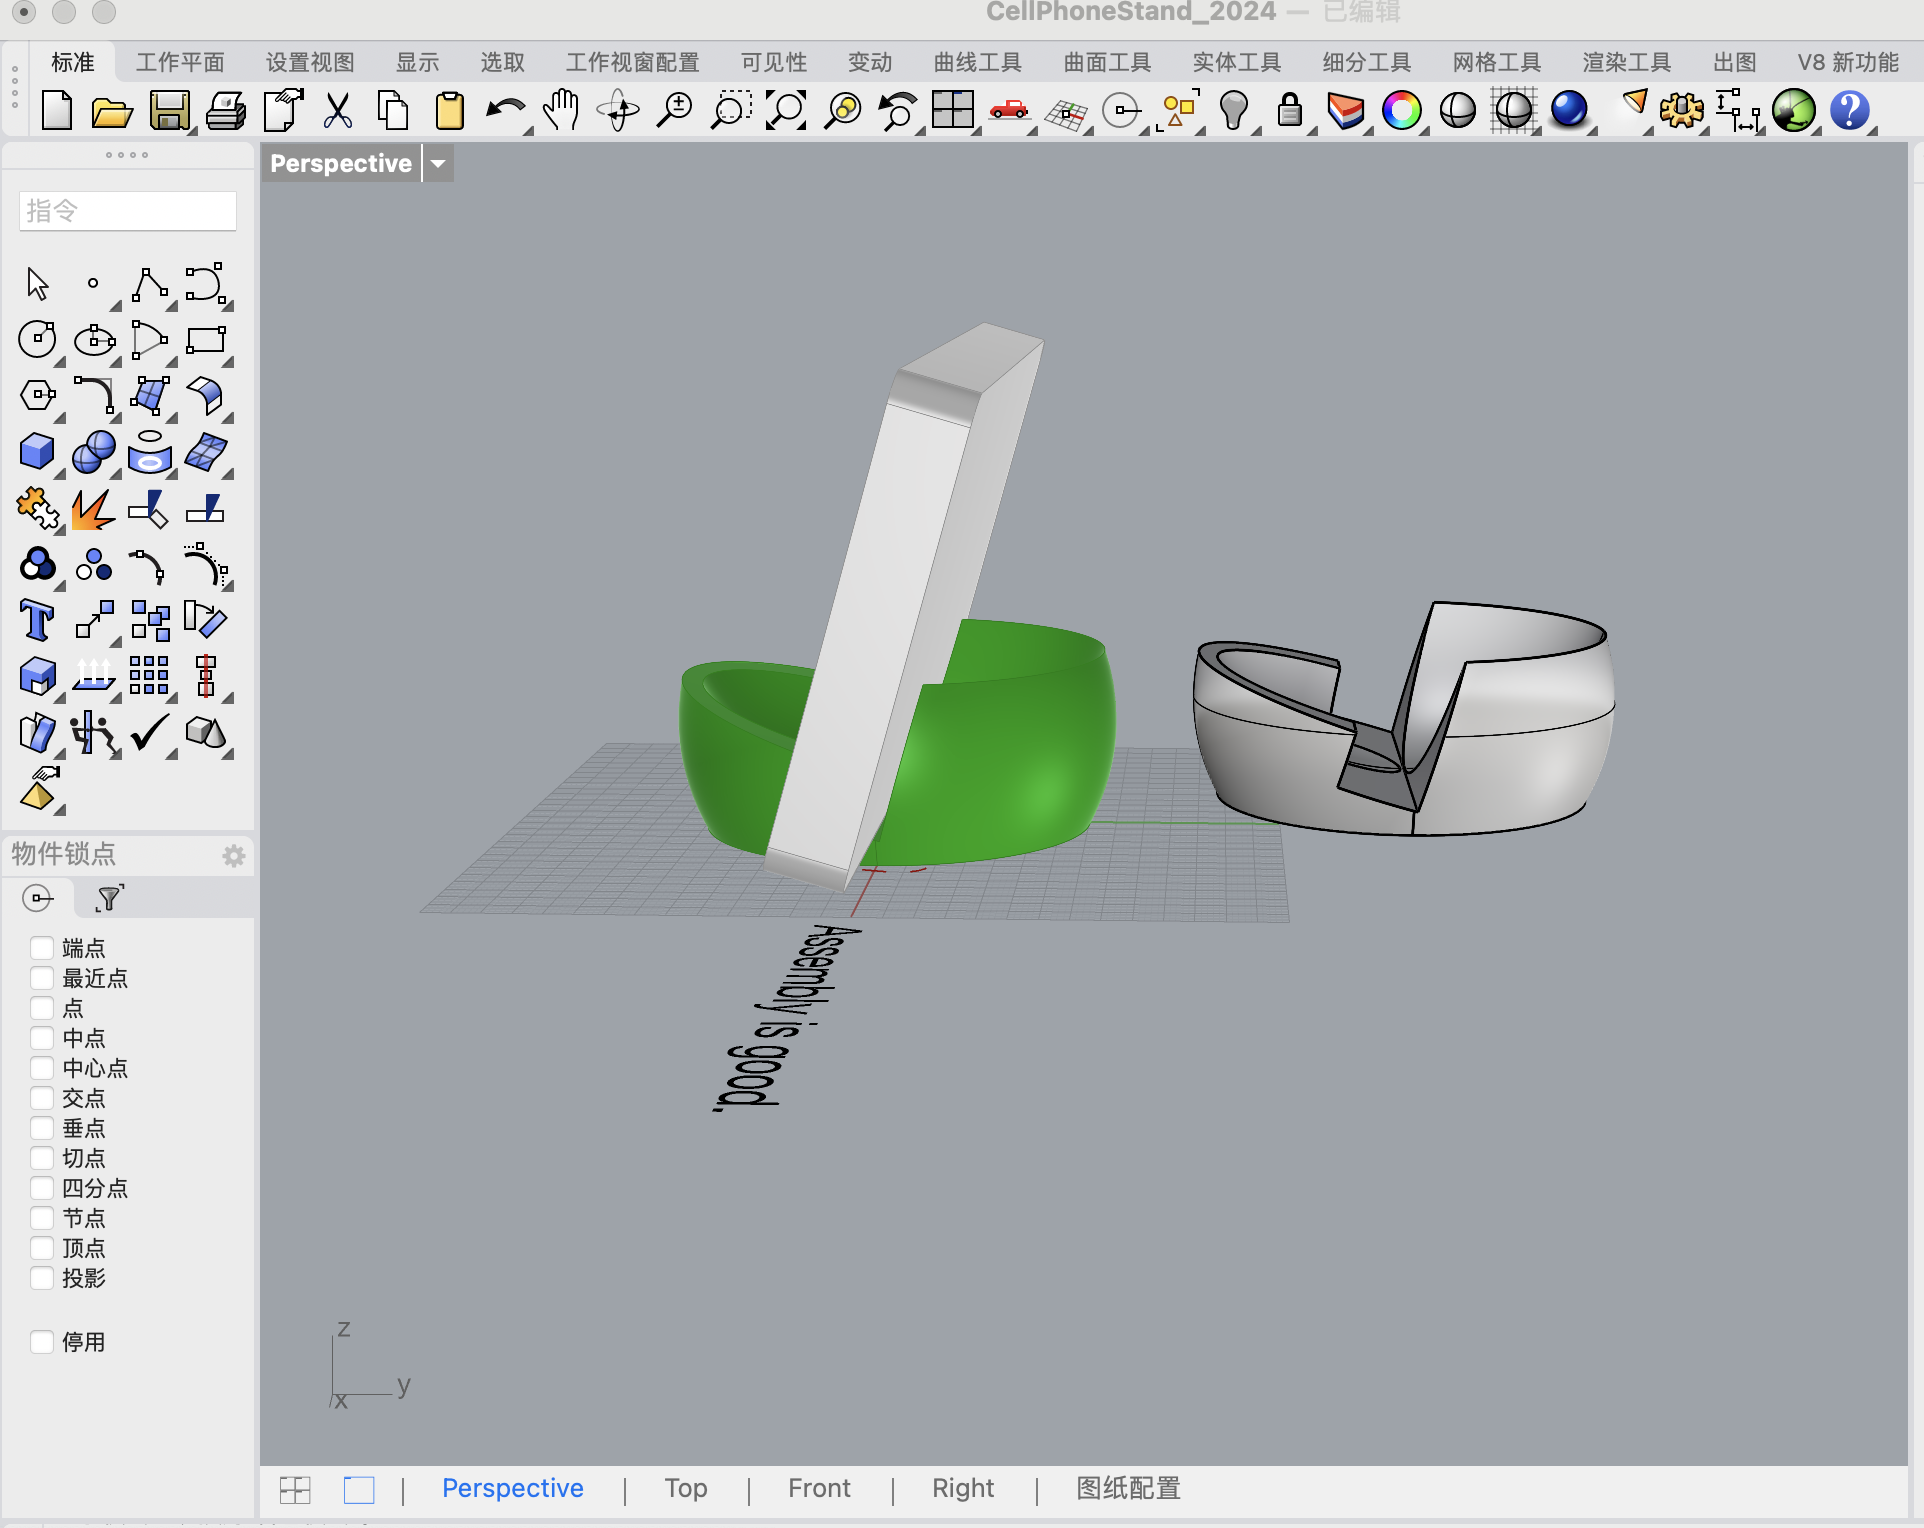 CellPhoneStand_2024 — 已编辑
标准 工作平面 设置视图 显示 选取 工作视窗配置 可见性 变动 曲线工具 曲面工具 实体工具 细分工具 网格工具 渲染工具 出图 V8 新功能
Perspective
指令
物件锁点
端点
最近点
点
中点
中心点
交点
垂点
切点
四分点
节点
顶点
投影
停用
Assembly is good.
z
y
x
Perspective | Top | Front | Right | 图纸配置